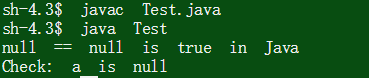 sh-4.3$ javac Test.java
sh-4.3$ java Test
null == null is true in Java
Check: a is null